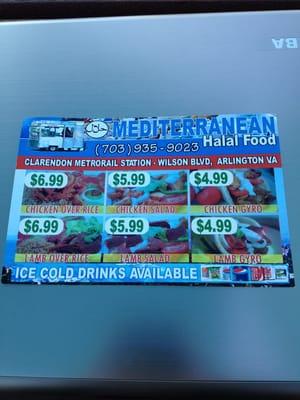 MEDITERRANEAN
Halal Food
(703) 935-9023
CLARENDON METRORAIL STATION - WILSON BLVD, ARLINGTON VA
$6.99 $5.99 $4.99
CHICKEN OVER RICE CHICKEN SALAD CHICKEN GYRO
$6.99 $5.99 $4.99
LAMB OVER RICE LAMB SALAD LAMB GYRO
ICE COLD DRINKS AVAILABLE